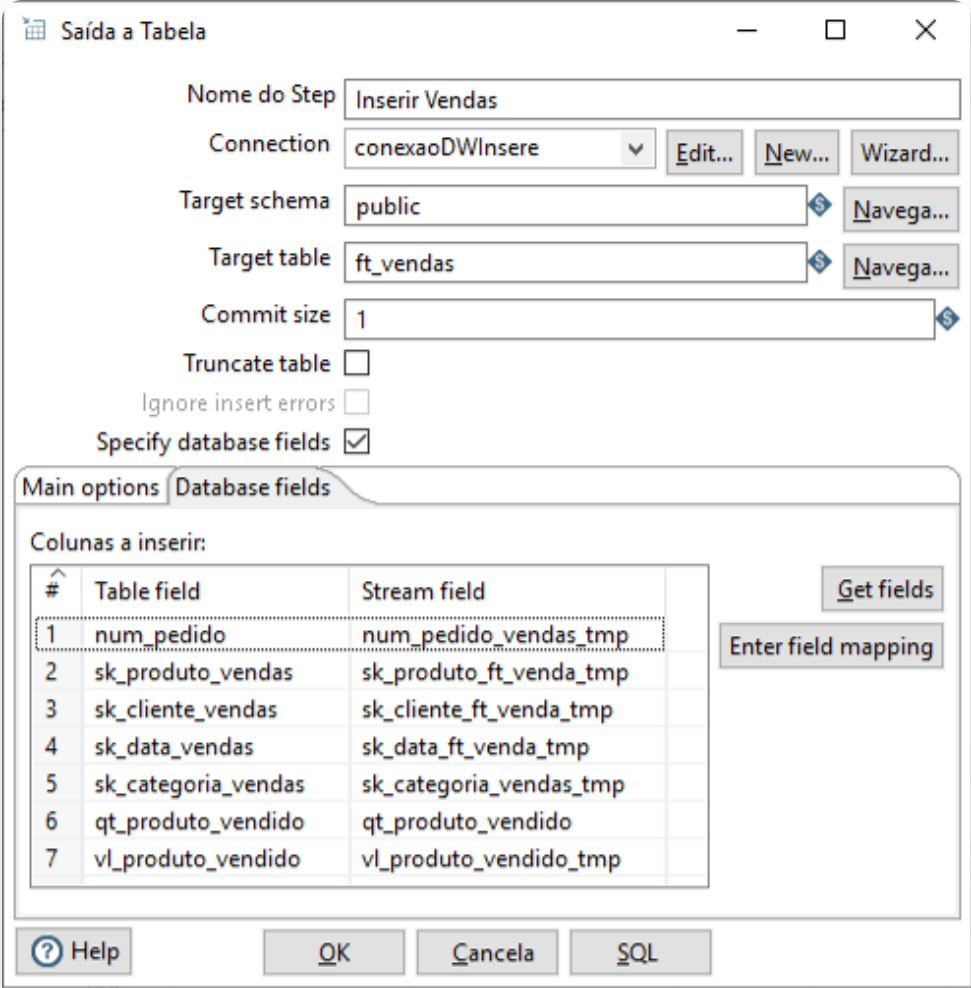 Saída a Tabela
Nome do Step Inserir Vendas
Connection conexaoDWInsere Edit... New... Wizard...
Target schema public Navega...
Target table ft_vendas Navega...
Commit size 1
Truncate table
Ignore insert errors
Specify database fields
Main options Database fields
Colunas a inserir:
# Table field Stream field
Get fields
1 num_pedido num_pedido_vendas_tmp
Enter field mapping
2 sk_produto_vendas sk_produto_ft_venda_tmp
3 sk_cliente_vendas sk_cliente_ft_venda_tmp
4 sk_data_vendas sk_data_ft_venda_tmp
5 sk_categoria_vendas sk_categoria_vendas_tmp
6 qt_produto_vendido qt_produto_vendido
7 vl_produto_vendido vl_produto_vendido_tmp
Help OK Cancela SQL